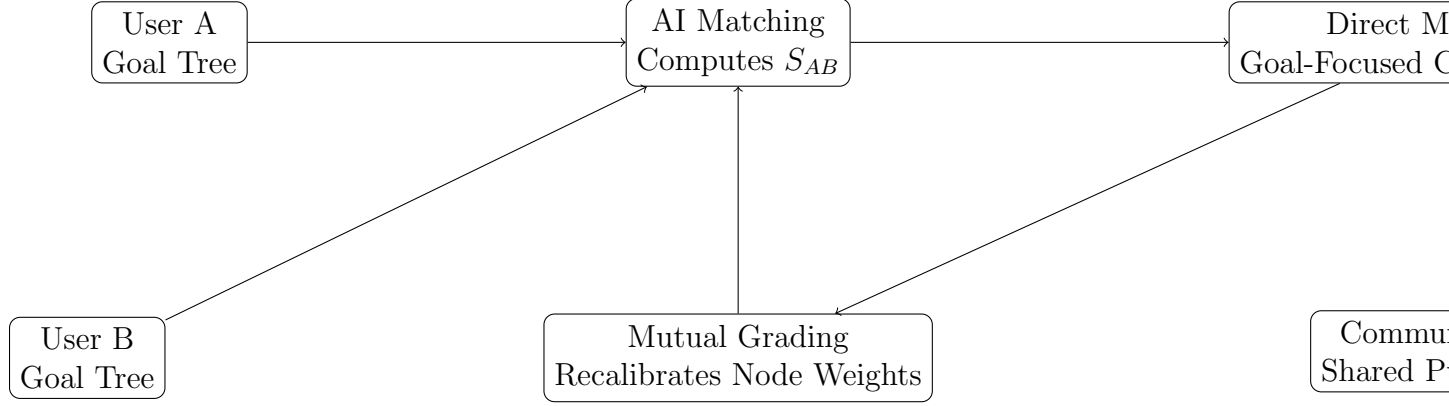 User A
Goal Tree
AI Matching
Computes S_{AB}
Direct
Goal-Focused
User B
Goal Tree
Mutual Grading
Recalibrates Node Weights
Shared